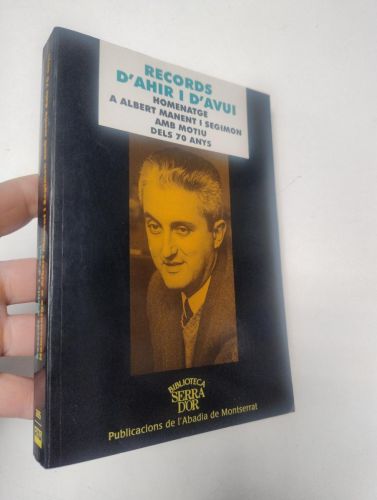 RECORDS
D'AHIR I D'AVUI
HOMENATGE
A ALBERT MANENT I SEGIMON
AMB MOTIU
DELS 70 ANYS
BIBLIOTECA
SERRA
D'OR
Publicacions de l'Abadia de Montserrat